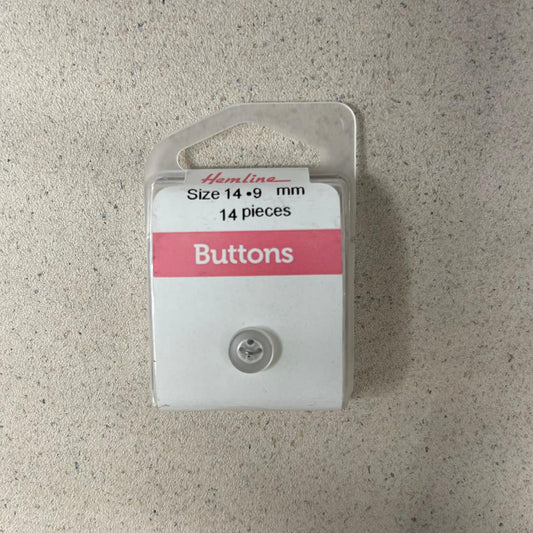 Hemline
Size 14 •9 mm
14 pieces
Buttons